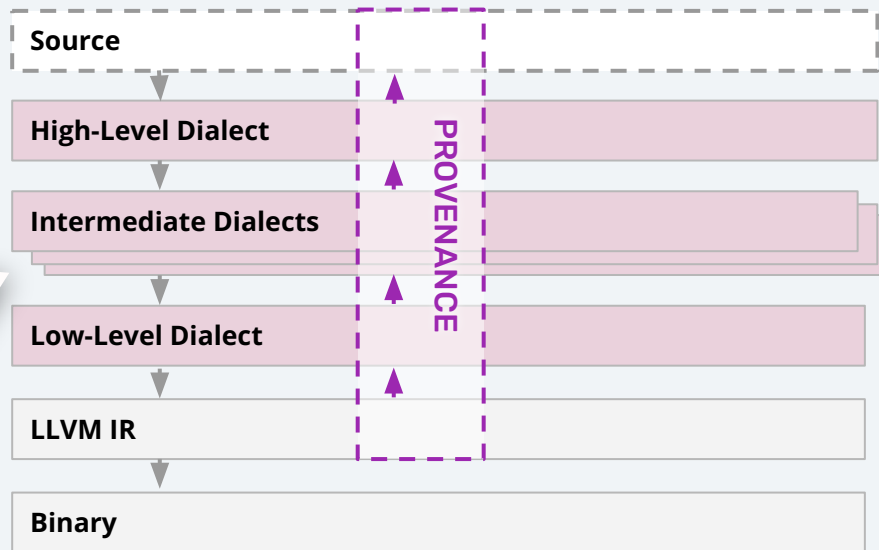 Source
High-Level Dialect
Intermediate Dialects
Low-Level Dialect
LLVM IR
Binary
PROVENANCE